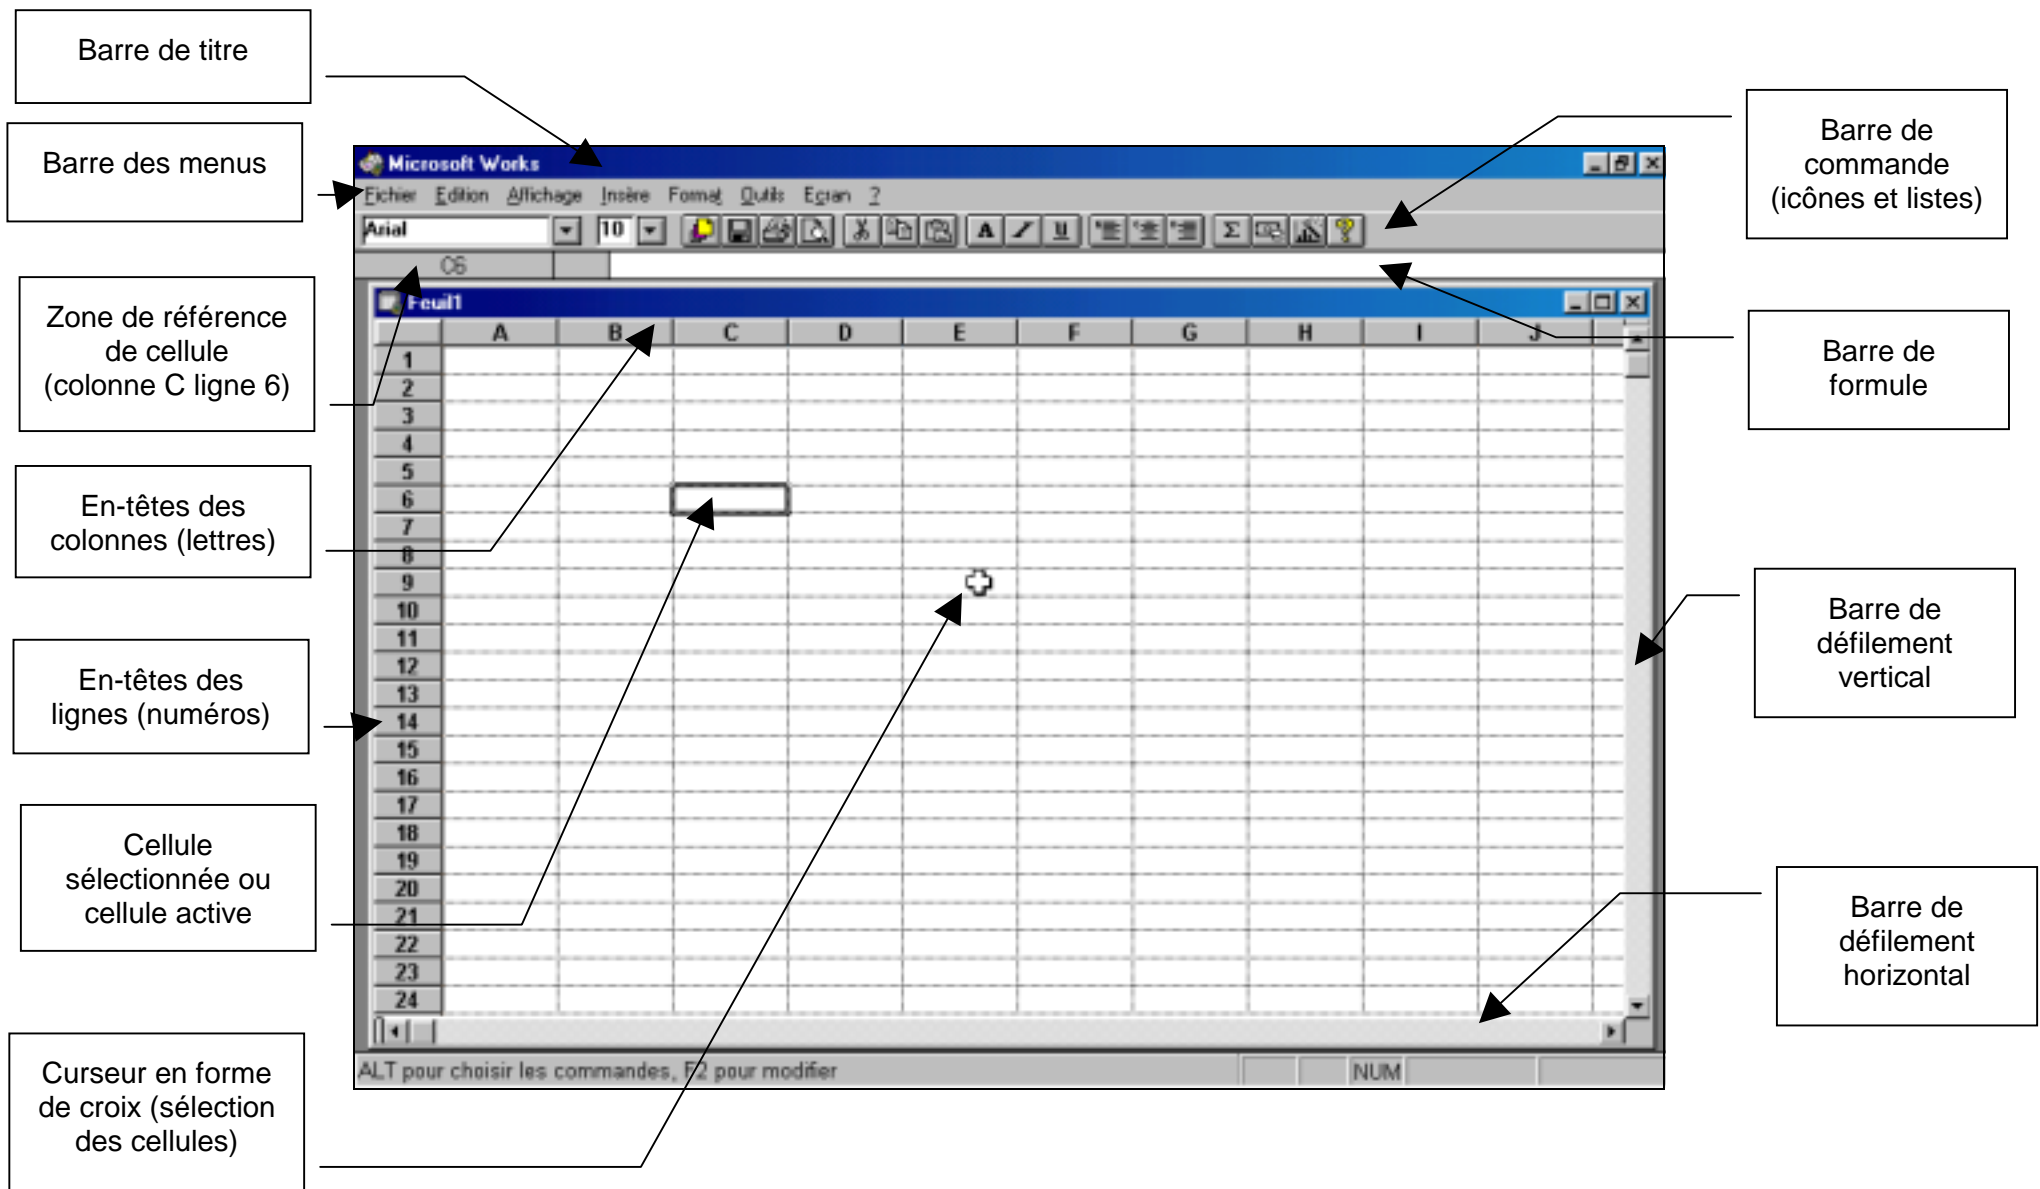 Barre de titre
Barre des menus
Zone de référence
de cellule
(colonne C ligne 6)
En-têtes des
colonnes (lettres)
En-têtes des
lignes (numéros)
Cellule
sélectionnée ou
cellule active
Curseur en forme
de croix (sélection
des cellules)
Microsoft Works
Fichier Edition Affichage Insère Format Outils Ecran ?
Arial 10 A I U Σ ?
C6
Feuil1
A B C D E F G H I J
1
2
3
4
5
6
7
8
9
10
11
12
13
14
15
16
17
18
19
20
21
22
23
24
ALT pour choisir les commandes, F2 pour modifier NUM
Barre de
commande
(icônes et listes)
Barre de
formule
Barre de
défilement
vertical
Barre de
défilement
horizontal